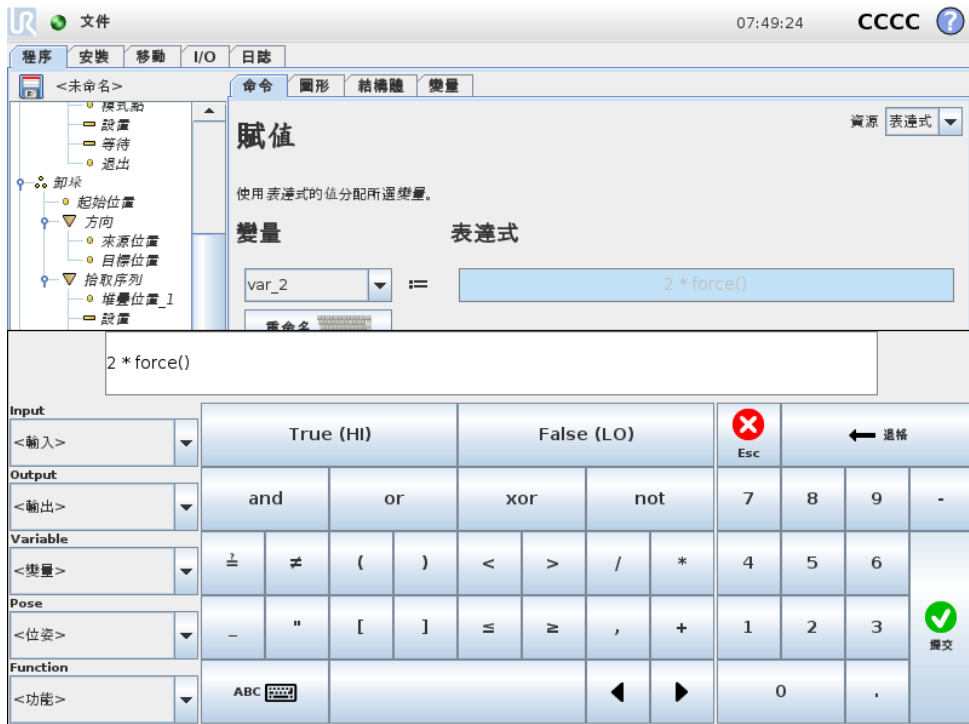 UR 文件 07:49:24 CCCC ?
程序 安裝 移動 I/O 日誌
<未命名> 命令 圖形 結構體 變量
模式點
設置
等待
退出
卸垛
起始位置
方向
來源位置
目標位置
拾取序列
堆疊位置_1
設置
賦值
資源 表達式
使用表達式的值分配所選變量。
變量 表達式
var_2 := 2 * force()
重命名
2 * force()
Input
<輸入>
Output
<輸出>
Variable
<變量>
Pose
<位姿>
Function
<功能>
True (HI) False (LO) Esc 退格
and or xor not 7 8 9 -
≟ ≠ ( ) < > / * 4 5 6
_ " [ ] ≤ ≥ , + 1 2 3 提交
ABC 0 .